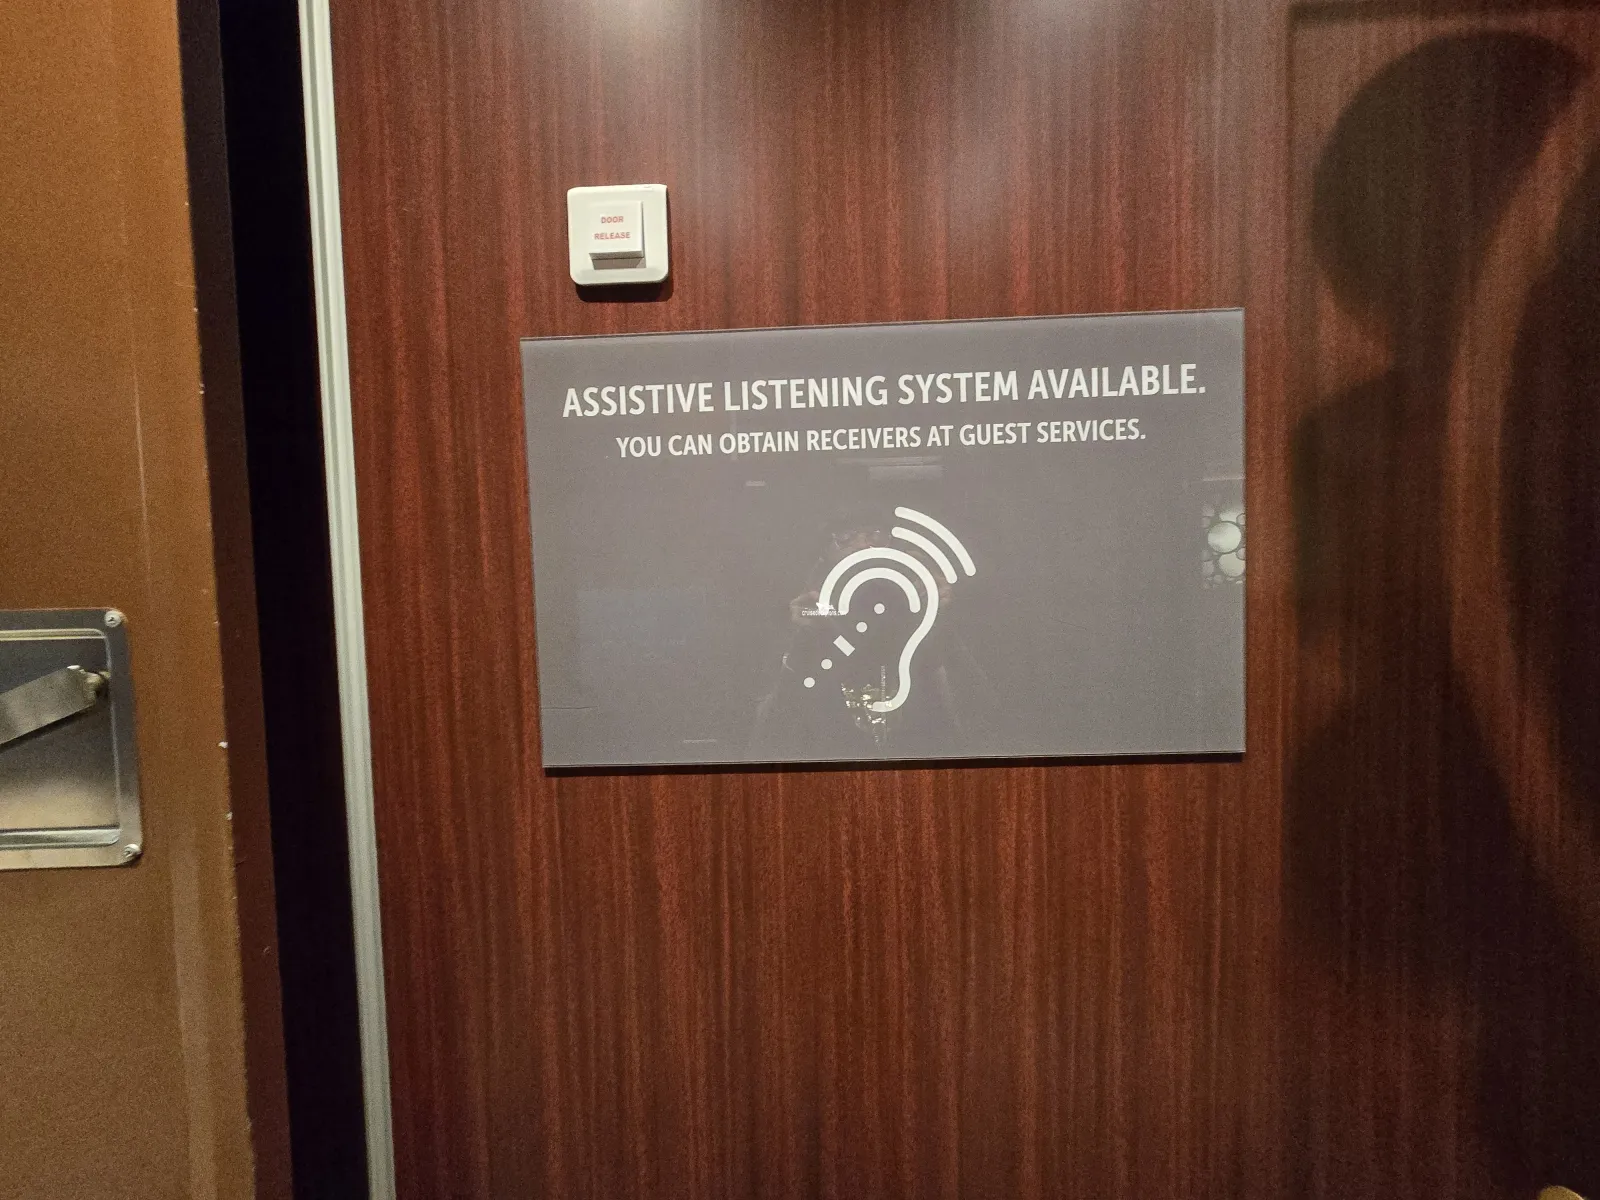 DOOR
RELEASE
ASSISTIVE LISTENING SYSTEM AVAILABLE.
YOU CAN OBTAIN RECEIVERS AT GUEST SERVICES.